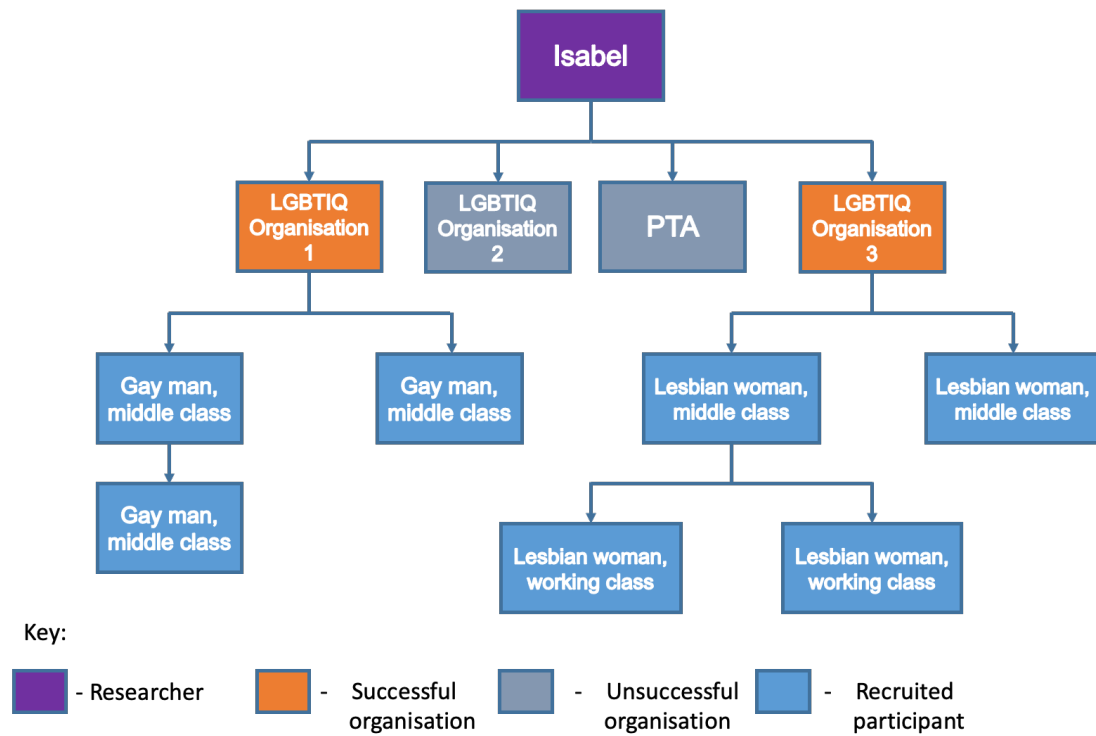 Isabel
LGBTIQ
Organisation
1
LGBTIQ
Organisation
2
PTA
LGBTIQ
Organisation
3
Gay man,
middle class
Gay man,
middle class
Lesbian woman,
middle class
Lesbian woman,
middle class
Gay man,
middle class
Lesbian woman,
working class
Lesbian woman,
working class
Key:
- Researcher
- Successful
organisation
- Unsuccessful
organisation
- Recruited
participant